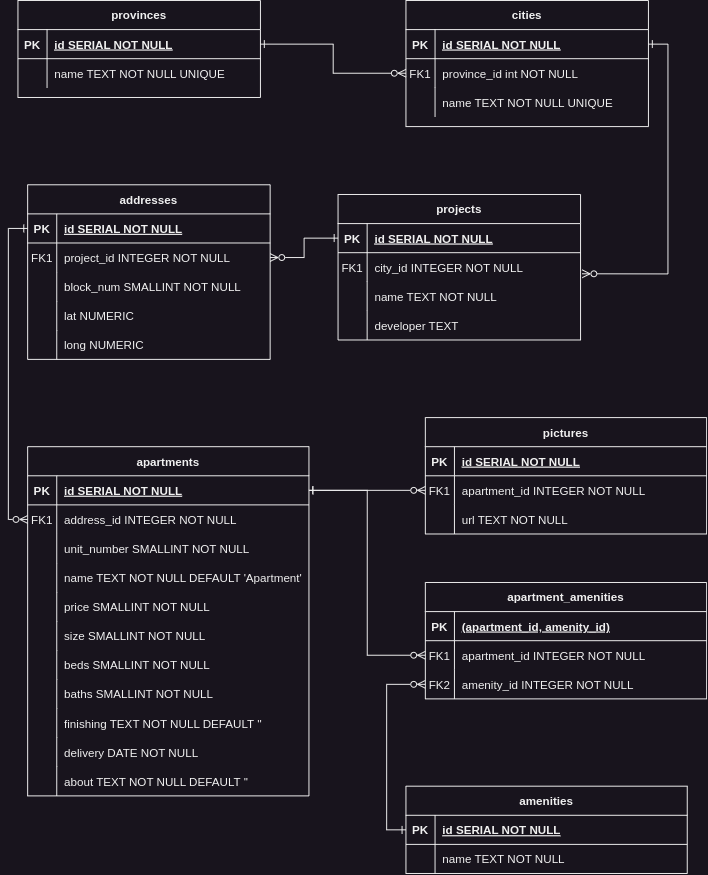 provinces
PK id SERIAL NOT NULL
name TEXT NOT NULL UNIQUE
cities
PK id SERIAL NOT NULL
FK1 province_id int NOT NULL
name TEXT NOT NULL UNIQUE
addresses
PK id SERIAL NOT NULL
FK1 project_id INTEGER NOT NULL
block_num SMALLINT NOT NULL
lat NUMERIC
long NUMERIC
projects
PK id SERIAL NOT NULL
FK1 city_id INTEGER NOT NULL
name TEXT NOT NULL
developer TEXT
apartments
PK id SERIAL NOT NULL
FK1 address_id INTEGER NOT NULL
unit_number SMALLINT NOT NULL
name TEXT NOT NULL DEFAULT 'Apartment'
price SMALLINT NOT NULL
size SMALLINT NOT NULL
beds SMALLINT NOT NULL
baths SMALLINT NOT NULL
finishing TEXT NOT NULL DEFAULT ''
delivery DATE NOT NULL
about TEXT NOT NULL DEFAULT ''
pictures
PK id SERIAL NOT NULL
FK1 apartment_id INTEGER NOT NULL
url TEXT NOT NULL
apartment_amenities
PK (apartment_id, amenity_id)
FK1 apartment_id INTEGER NOT NULL
FK2 amenity_id INTEGER NOT NULL
amenities
PK id SERIAL NOT NULL
name TEXT NOT NULL